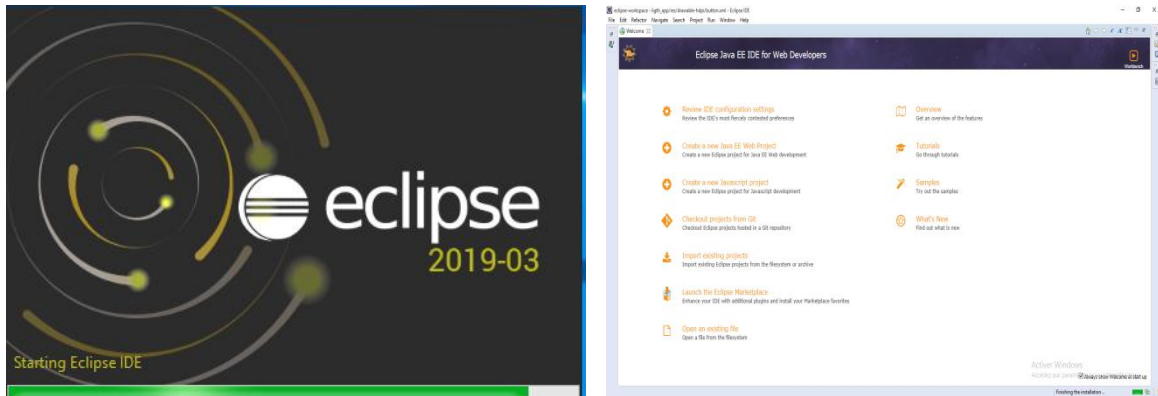 eclipse
2019-03
Starting Eclipse IDE
File Edit Refactor Navigate Search Project Run Window Help
Welcome
Eclipse Java EE IDE for Web Developers
Workbench
Review IDE configuration settings
Review the IDE's most fiercely contested preferences
Create a new Java EE Web Project
Create a new Eclipse project for Java EE Web development
Create a new Javascript project
Create a new Eclipse project for Javascript development
Checkout projects from Git
Checkout Eclipse projects hosted in a Git repository
Import existing projects
Import existing Eclipse projects from the filesystem or archive
Launch the Eclipse Marketplace
Enhance your IDE with additional plugins and install your Marketplace favorites
Open an existing file
Open a file from the filesystem
Overview
Get an overview of the features
Tutorials
Go through tutorials
Samples
Try out the samples
What's New
Find out what is new
Activer Windows
Always show Welcome at start up
Finishing the installation ..